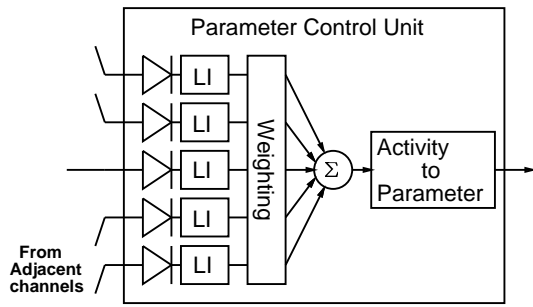 Parameter Control Unit
LI
LI
LI
LI
LI
Weighting
Σ
Activity
to
Parameter
From
Adjacent
channels